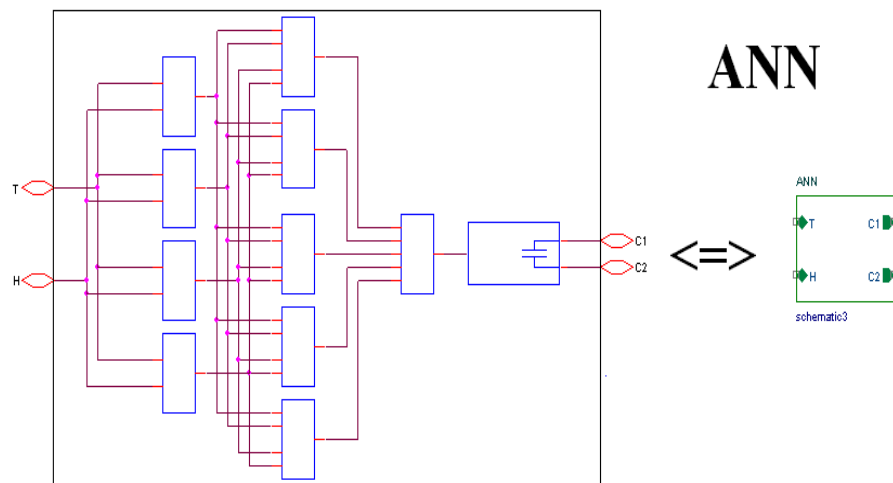 ANN
T
H
C1
C2
<=>
ANN
T C1
H C2
schematic3